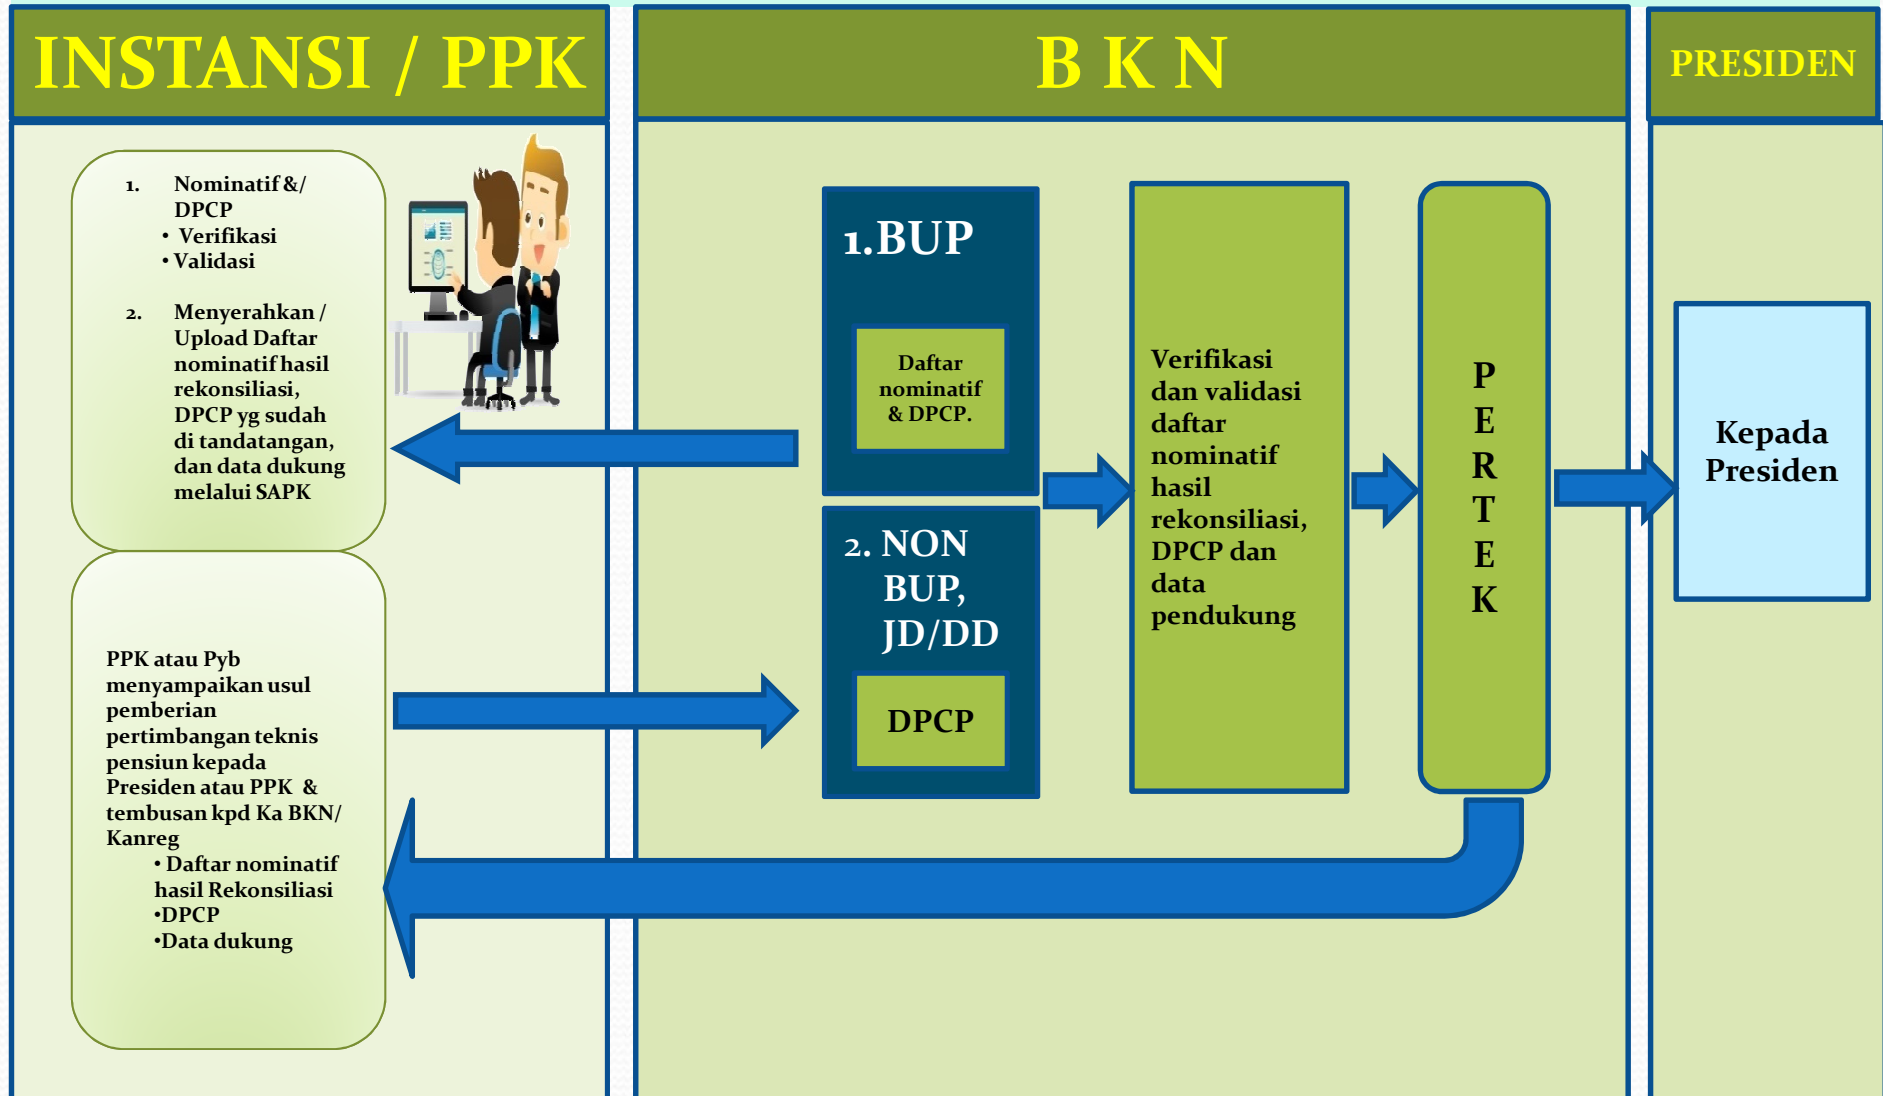 INSTANSI / PPK
1. Nominatif &/
DPCP
• Verifikasi
• Validasi
2. Menyerahkan /
Upload Daftar
nominatif hasil
rekonsiliasi,
DPCP yg sudah
di tandatangan,
dan data dukung
melalui SAPK
PPK atau Pyb
menyampaikan usul
pemberian
pertimbangan teknis
pensiun kepada
Presiden atau PPK &
tembusan kpd Ka BKN/
Kanreg
• Daftar nominatif
hasil Rekonsiliasi
•DPCP
•Data dukung
B K N
1.BUP
Daftar
nominatif
& DPCP.
2. NON
BUP,
JD/DD
DPCP
Verifikasi
dan validasi
daftar
nominatif
hasil
rekonsiliasi,
DPCP dan
data
pendukung
P
E
R
T
E
K
PRESIDEN
Kepada
Presiden